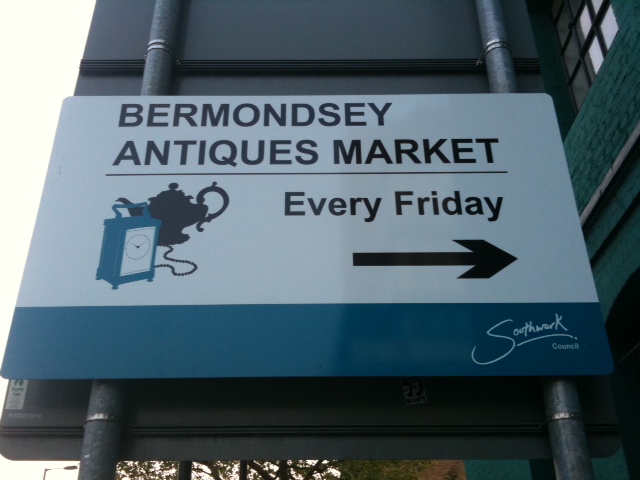 BERMONDSEY
ANTIQUES MARKET
Every Friday
Southwark
Council